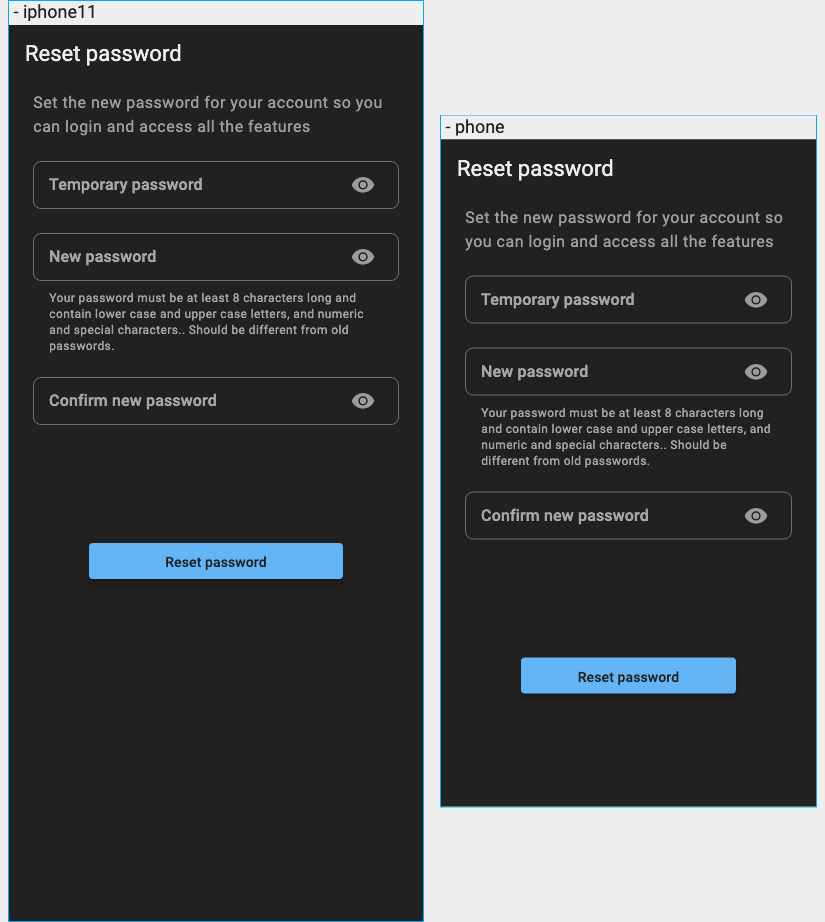 - iphone11
Reset password
Set the new password for your account so you
can login and access all the features
Temporary password
New password
Your password must be at least 8 characters long and
contain lower case and upper case letters, and numeric
and special characters.. Should be different from old
passwords.
Confirm new password
Reset password
- phone
Reset password
Set the new password for your account so
you can login and access all the features
Temporary password
New password
Your password must be at least 8 characters long
and contain lower case and upper case letters, and
numeric and special characters.. Should be
different from old passwords.
Confirm new password
Reset password